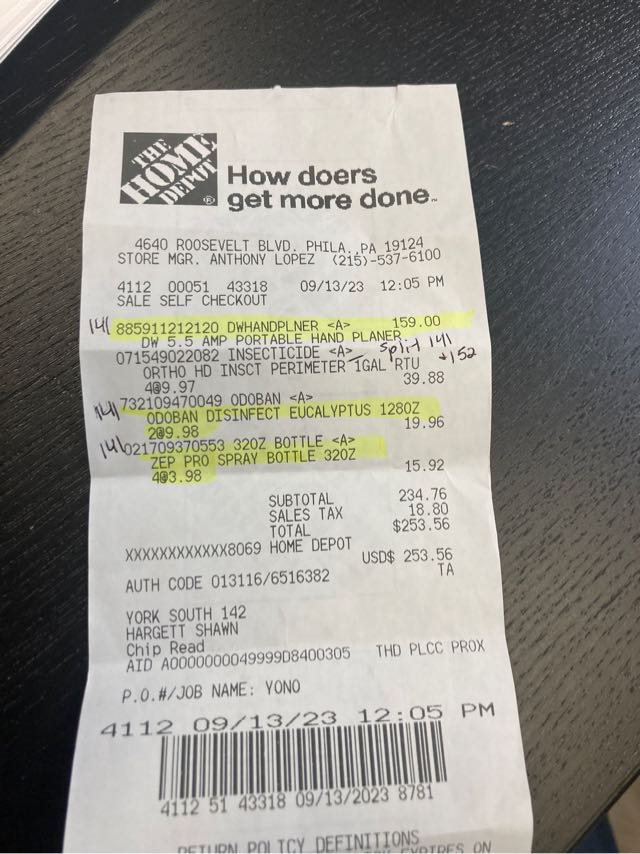 THE
HOME
DEPOT
®
How doers
get more done™
4640 ROOSEVELT BLVD. PHILA., PA 19124
STORE MGR. ANTHONY LOPEZ (215)-537-6100
4112 00051 43318 09/13/23 12:05 PM
SALE SELF CHECKOUT
141 885911212120 DWHANDPLNER <A> 159.00
DW 5.5 AMP PORTABLE HAND PLANER
071549022082 INSECTICIDE <A> split 141
ORTHO HD INSCT PERIMETER 1GAL RTU +152
4@9.97 39.88
141 732109470049 ODOBAN <A>
ODOBAN DISINFECT EUCALYPTUS 128OZ
2@9.98 19.96
141 021709370553 32OZ BOTTLE <A>
ZEP PRO SPRAY BOTTLE 32OZ
4@3.98 15.92
SUBTOTAL 234.76
SALES TAX 18.80
TOTAL $253.56
XXXXXXXXXXXX8069 HOME DEPOT
USD$ 253.56
AUTH CODE 013116/6516382 TA
YORK SOUTH 142
HARGETT SHAWN
Chip Read
AID A0000000049999D8400305 THD PLCC PROX
P.O.#/JOB NAME: YONO
4112 09/13/23 12:05 PM
4112 51 43318 09/13/2023 8781
RETURN POLICY DEFINITIONS
EXPIRES ON